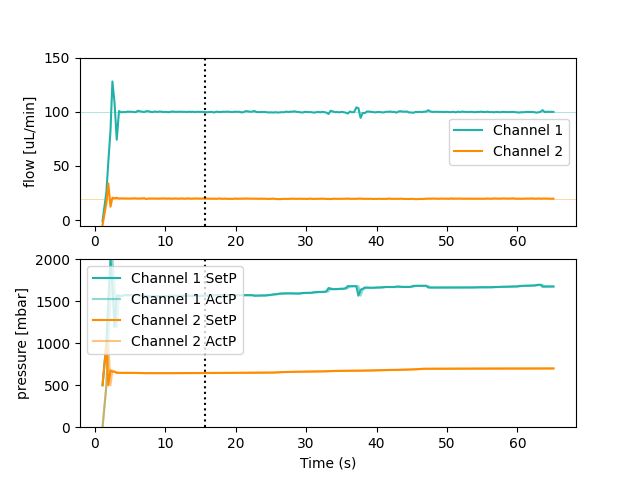 150
100
50
0
flow [uL/min]
Channel 1
Channel 2
0
10
20
30
40
50
60
2000
1500
1000
500
0
pressure [mbar]
Channel 1 SetP
Channel 1 ActP
Channel 2 SetP
Channel 2 ActP
0
10
20
30
40
50
60
Time (s)